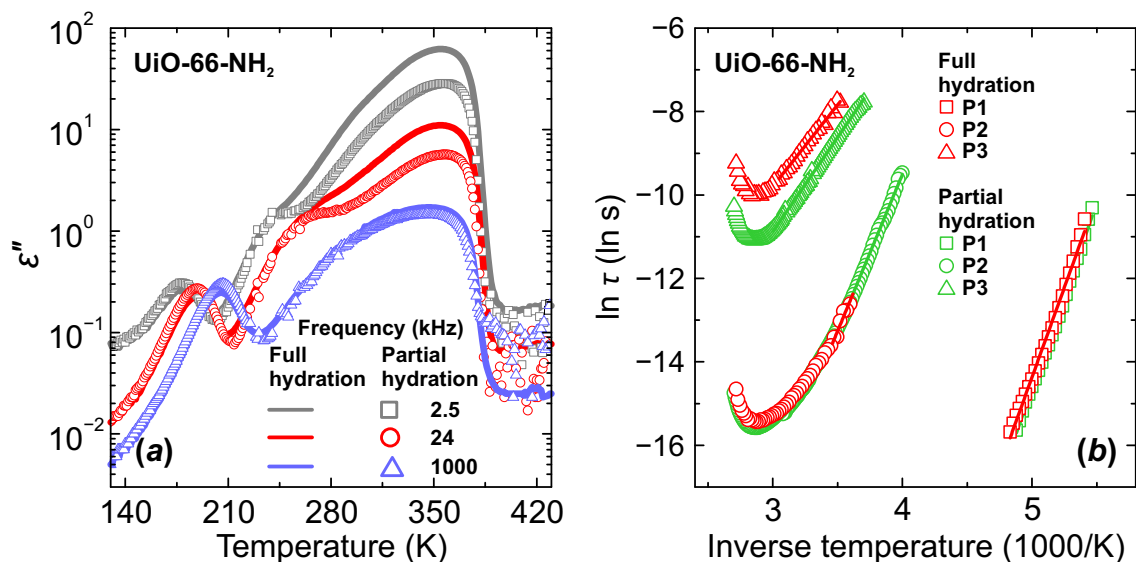 UiO-66-NH₂
ε″
10²
10¹
10⁰
10⁻¹
10⁻²
140
210
280
350
420
Temperature (K)
Frequency (kHz)
Full hydration
Partial hydration
2.5
24
1000
(a)
UiO-66-NH₂
ln τ (ln s)
−6
−8
−10
−12
−14
−16
3
4
5
Inverse temperature (1000/K)
Full
hydration
P1
P2
P3
Partial
hydration
P1
P2
P3
(b)